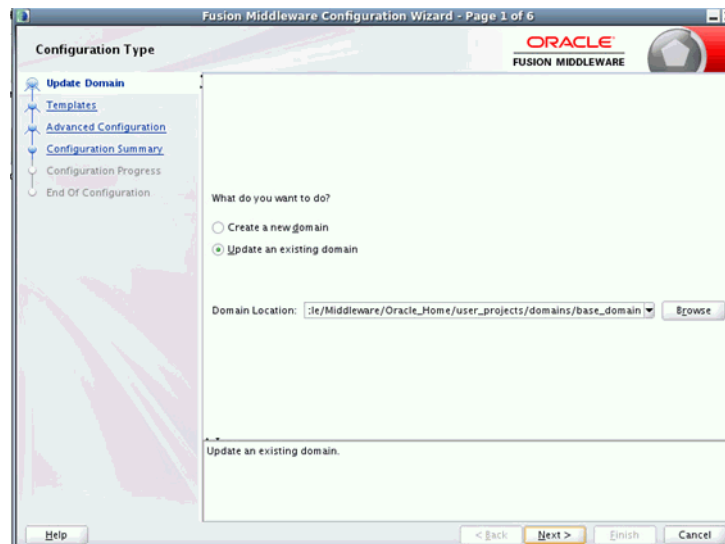 Fusion Middleware Configuration Wizard - Page 1 of 6
Configuration Type
ORACLE
FUSION MIDDLEWARE
Update Domain
Templates
Advanced Configuration
Configuration Summary
Configuration Progress
End Of Configuration
What do you want to do?
Create a new domain
Update an existing domain
Domain Location: :le/Middleware/Oracle_Home/user_projects/domains/base_domain Browse
Update an existing domain.
Help < Back Next > Finish Cancel